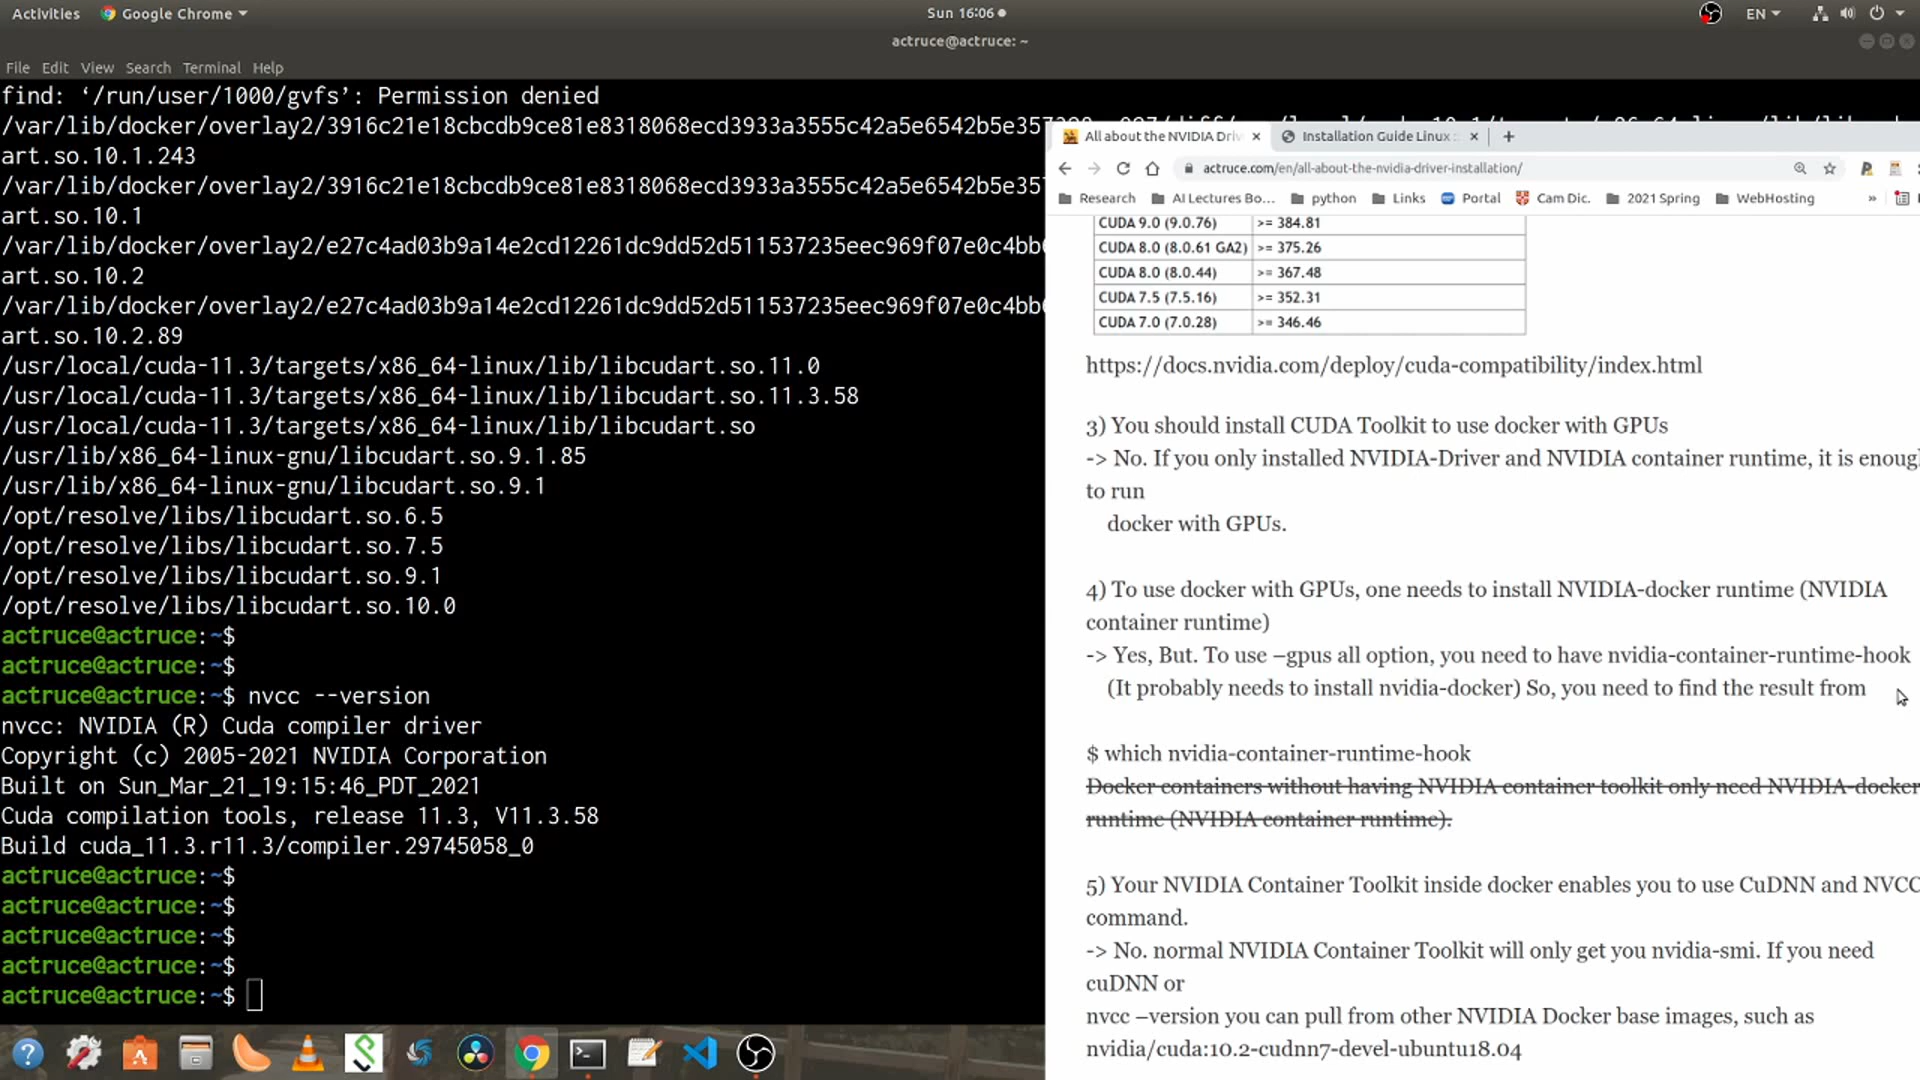 Activities Google Chrome Sun 16:06 EN
actruce@actruce: ~
File Edit View Search Terminal Help
find: ‘/run/user/1000/gvfs’: Permission denied
/var/lib/docker/overlay2/3916c21e18cbcdb9ce81e8318068ecd3933a3555c42a5e6542b5e357
art.so.10.1.243
/var/lib/docker/overlay2/3916c21e18cbcdb9ce81e8318068ecd3933a3555c42a5e6542b5e357
art.so.10.1
/var/lib/docker/overlay2/e27c4ad03b9a14e2cd12261dc9dd52d511537235eec969f07e0c4bb
art.so.10.2
/var/lib/docker/overlay2/e27c4ad03b9a14e2cd12261dc9dd52d511537235eec969f07e0c4bb
art.so.10.2.89
/usr/local/cuda-11.3/targets/x86_64-linux/lib/libcudart.so.11.0
/usr/local/cuda-11.3/targets/x86_64-linux/lib/libcudart.so.11.3.58
/usr/local/cuda-11.3/targets/x86_64-linux/lib/libcudart.so
/usr/lib/x86_64-linux-gnu/libcudart.so.9.1.85
/usr/lib/x86_64-linux-gnu/libcudart.so.9.1
/opt/resolve/libs/libcudart.so.6.5
/opt/resolve/libs/libcudart.so.7.5
/opt/resolve/libs/libcudart.so.9.1
/opt/resolve/libs/libcudart.so.10.0
actruce@actruce:~$
actruce@actruce:~$
actruce@actruce:~$ nvcc --version
nvcc: NVIDIA (R) Cuda compiler driver
Copyright (c) 2005-2021 NVIDIA Corporation
Built on Sun_Mar_21_19:15:46_PDT_2021
Cuda compilation tools, release 11.3, V11.3.58
Build cuda_11.3.r11.3/compiler.29745058_0
actruce@actruce:~$
actruce@actruce:~$
actruce@actruce:~$
actruce@actruce:~$
actruce@actruce:~$
All about the NVIDIA Driv Installation Guide Linux ::
actruce.com/en/all-about-the-nvidia-driver-installation/
Research AI Lectures Bo... python Links Portal Cam Dic. 2021 Spring WebHosting »
CUDA 9.0 (9.0.76) >= 384.81
CUDA 8.0 (8.0.61 GA2) >= 375.26
CUDA 8.0 (8.0.44) >= 367.48
CUDA 7.5 (7.5.16) >= 352.31
CUDA 7.0 (7.0.28) >= 346.46
https://docs.nvidia.com/deploy/cuda-compatibility/index.html
3) You should install CUDA Toolkit to use docker with GPUs
-> No. If you only installed NVIDIA-Driver and NVIDIA container runtime, it is enoug
to run
docker with GPUs.
4) To use docker with GPUs, one needs to install NVIDIA-docker runtime (NVIDIA
container runtime)
-> Yes, But. To use –gpus all option, you need to have nvidia-container-runtime-hook
(It probably needs to install nvidia-docker) So, you need to find the result from
$ which nvidia-container-runtime-hook
Docker containers without having NVIDIA container toolkit only need NVIDIA-docker
runtime (NVIDIA container runtime).
5) Your NVIDIA Container Toolkit inside docker enables you to use CuDNN and NVCC
command.
-> No. normal NVIDIA Container Toolkit will only get you nvidia-smi. If you need
cuDNN or
nvcc –version you can pull from other NVIDIA Docker base images, such as
nvidia/cuda:10.2-cudnn7-devel-ubuntu18.04